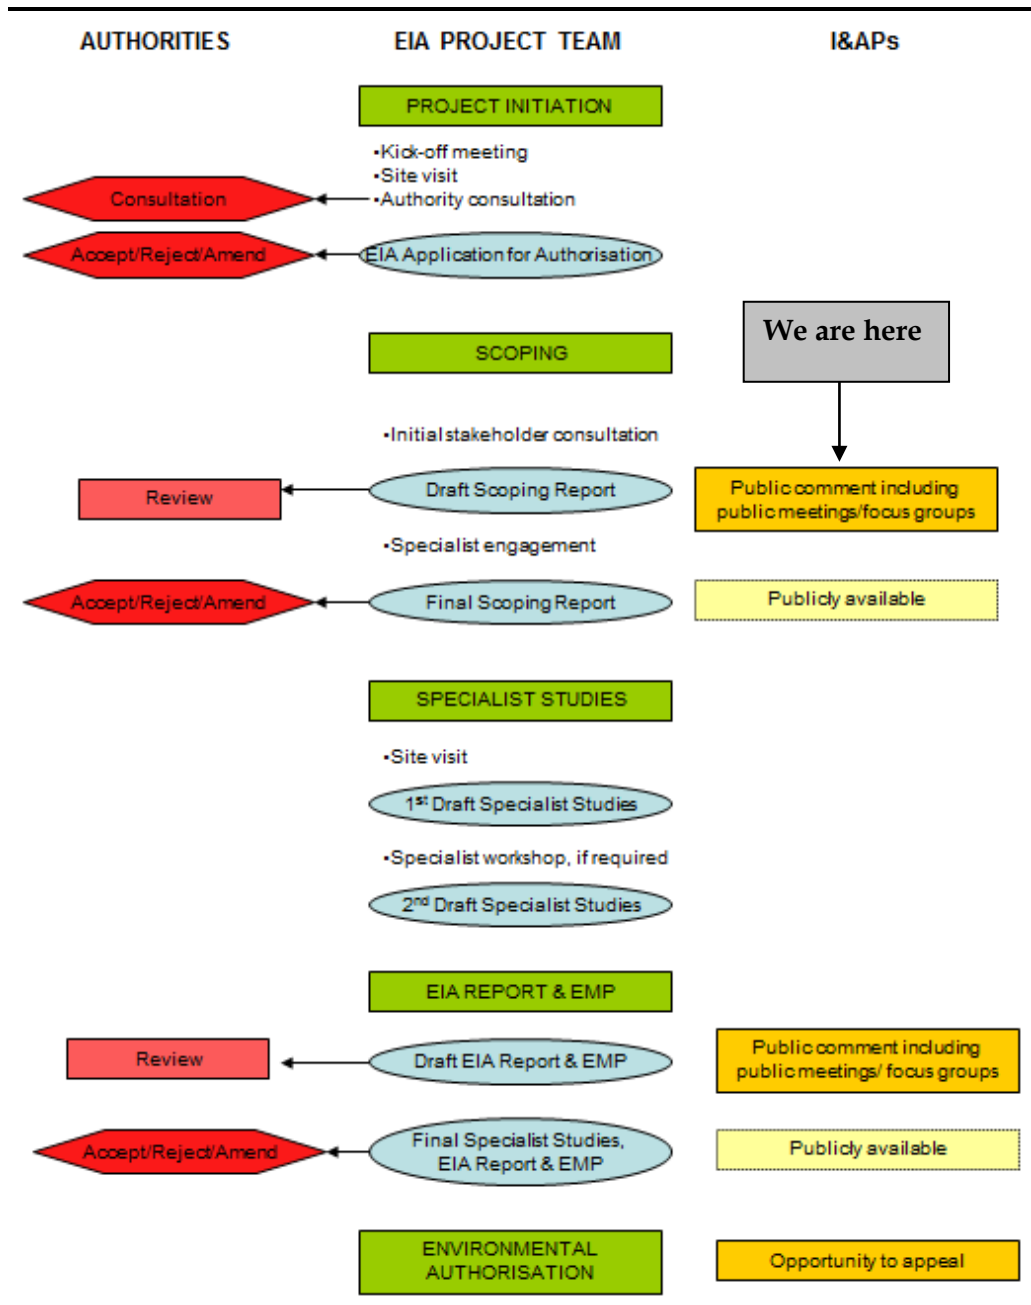 AUTHORITIES EIA PROJECT TEAM I&APs
PROJECT INITIATION
•Kick-off meeting
•Site visit
Consultation •Authority consultation
Accept/Reject/Amend EIA Application for Authorisation
We are here
SCOPING
•Initial stakeholder consultation
Review Draft Scoping Report Public comment including
public meetings/focus groups
•Specialist engagement
Accept/Reject/Amend Final Scoping Report Publicly available
SPECIALIST STUDIES
•Site visit
1st Draft Specialist Studies
•Specialist workshop, if required
2nd Draft Specialist Studies
EIA REPORT & EMP
Review Draft EIA Report & EMP Public comment including
public meetings/ focus groups
Accept/Reject/Amend Final Specialist Studies,
EIA Report & EMP
Publicly available
ENVIRONMENTAL
AUTHORISATION
Opportunity to appeal